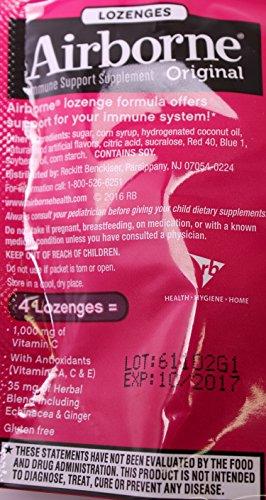 LOZENGES
Airborne®
Immune Support Supplement Original
Airborne® lozenge formula offers
support for your immune system!*
Other ingredients: sugar, corn syrup, hydrogenated coconut oil,
natural and artificial flavors, citric acid, sucralose, Red 40, Blue 1,
soybean oil, corn starch. CONTAINS SOY.
Distributed by: Reckitt Benckiser, Parsippany, NJ 07054-0224
For information call: 1-800-526-6251
www.airbornehealth.com © 2016 RB
Always consult your pediatrician before giving your child dietary supplements
Do not take if pregnant, breastfeeding, on medication, or with a known
medical condition unless you have consulted a physician.
KEEP OUT OF REACH OF CHILDREN.
Do not use if packet is torn or open.
Store in a cool, dry place.
rb
HEALTH • HYGIENE • HOME
4 Lozenges =
• 1,000 mg of
Vitamin C
• With Antioxidants
(Vitamins A, C & E)
• 35 mg Herbal
Blend Including
Echinacea & Ginger
Gluten free
LOT:61102G1
EXP:10/2017
* THESE STATEMENTS HAVE NOT BEEN EVALUATED BY THE FOOD
AND DRUG ADMINISTRATION. THIS PRODUCT IS NOT INTENDED
TO DIAGNOSE, TREAT, CURE OR PREVENT ANY DISEASE.